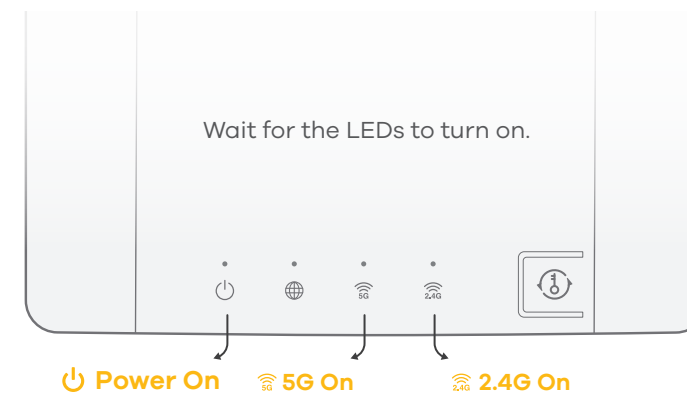 Wait for the LEDs to turn on.
5G 2.4G
Power On 5G 5G On 2.4G 2.4G On